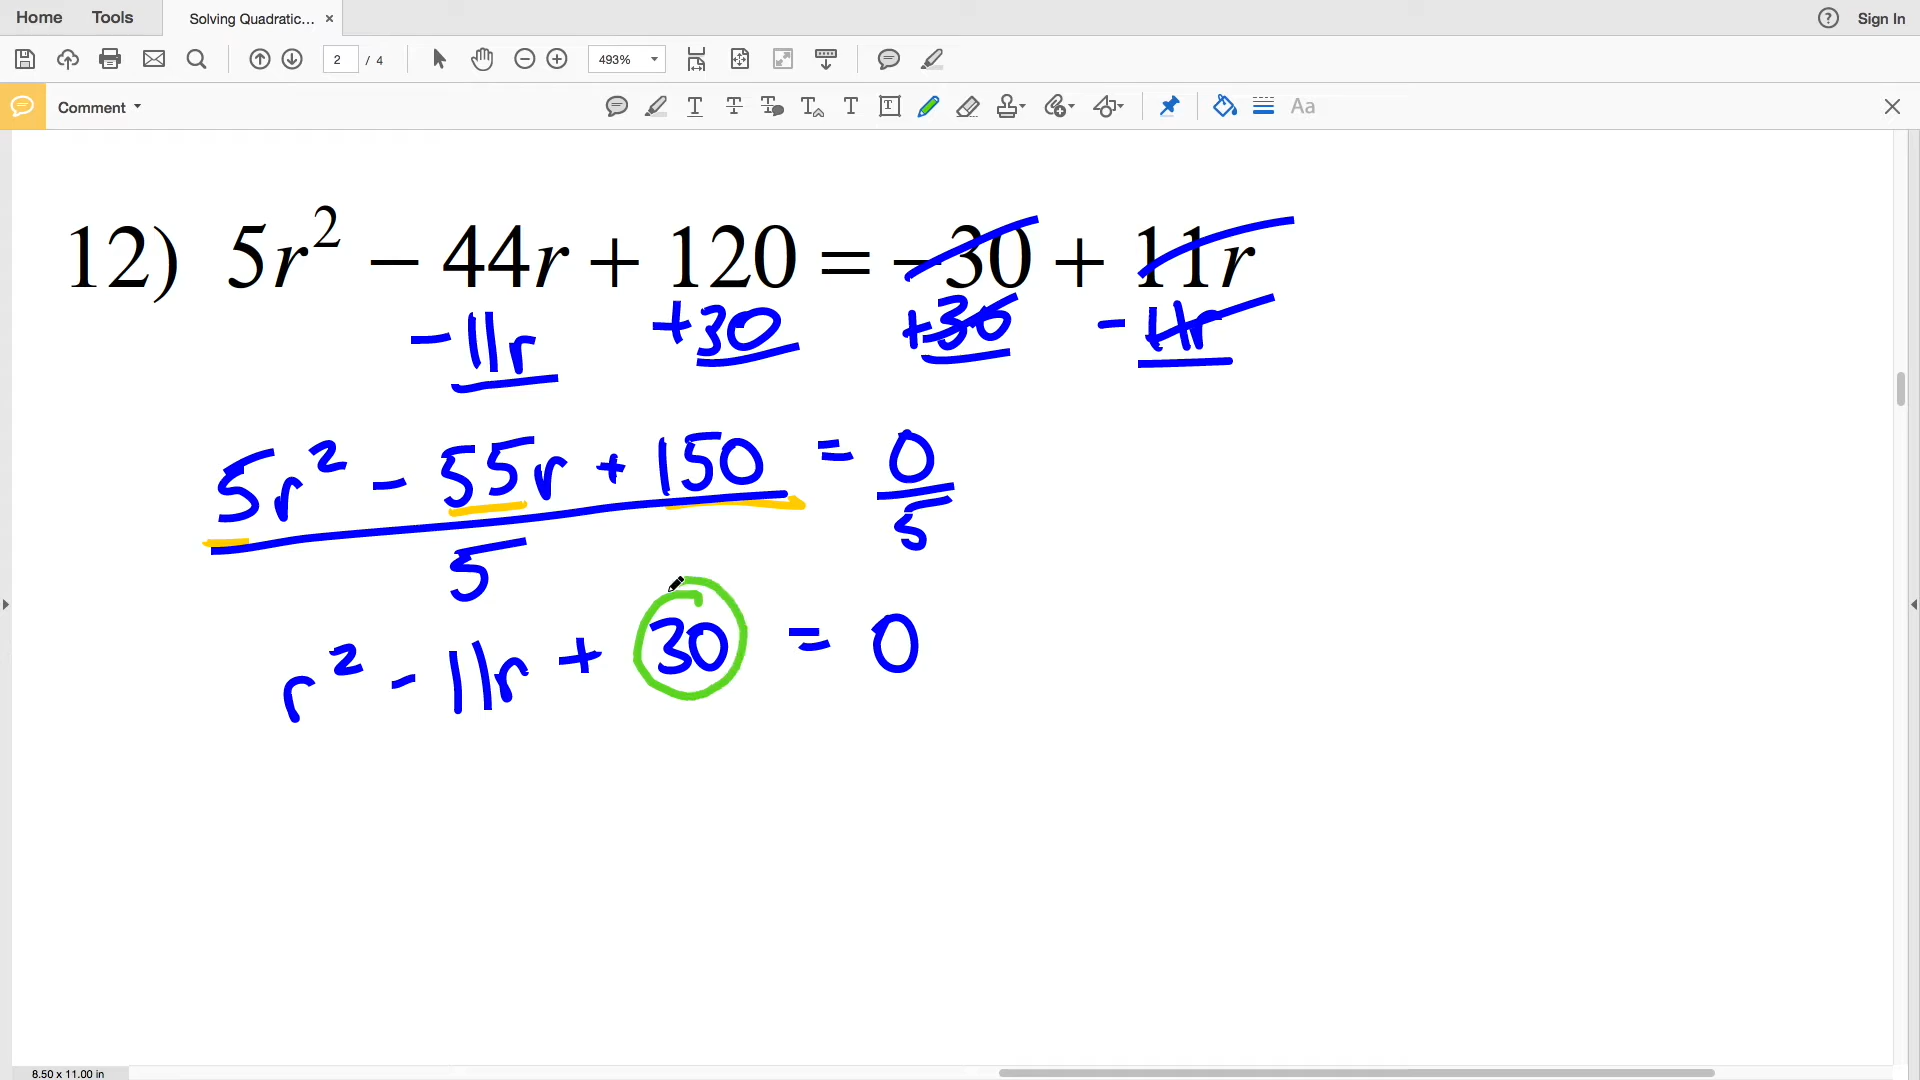 Home Tools Solving Quadratic... × ? Sign In
2 / 4 493%
Comment T T T T T T Aa
12) 5r² − 44r + 120 = −30 + 11r
-11r +30 +30 -11r
5r² - 55r + 150 = 0
5 5
r² - 11r + 30 = 0
8.50 x 11.00 in